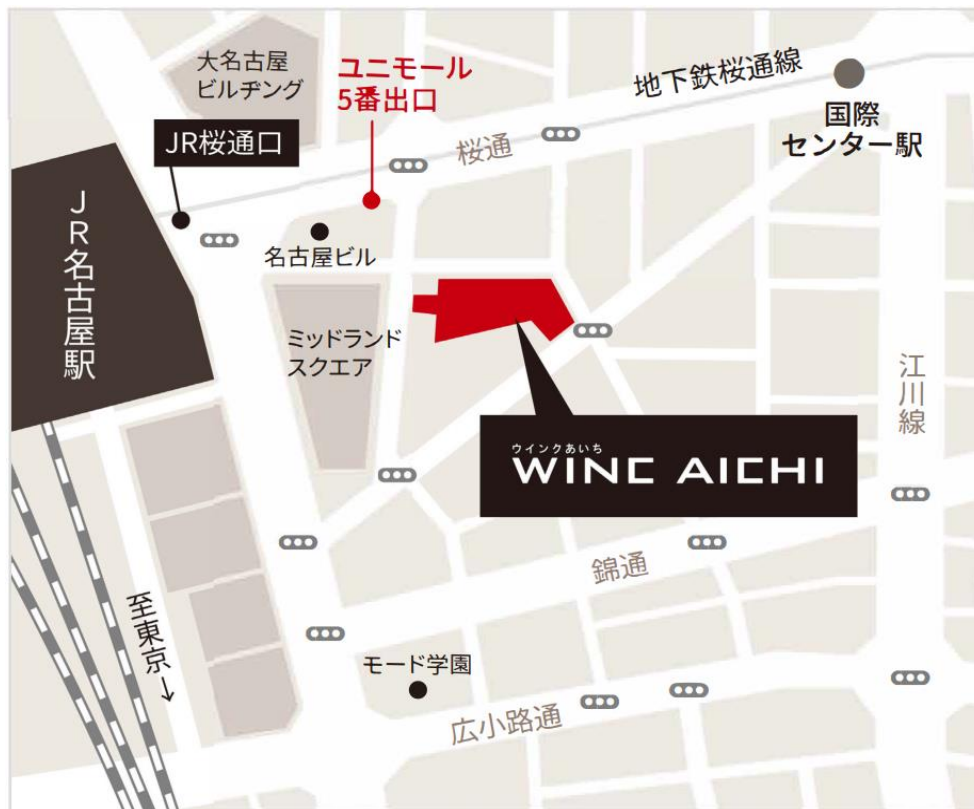 大名古屋
ビルヂング
ユニモール
5番出口
地下鉄桜通線
国際
センター駅
JR桜通口
桜通
JR名古屋駅
名古屋ビル
ミッドランド
スクエア
江川線
ウインクあいち
WINC AICHI
錦通
至東京→
モード学園
広小路通